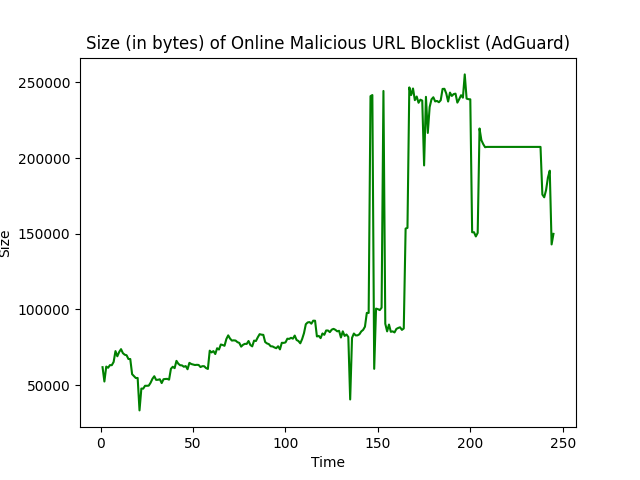 Size (in bytes) of Online Malicious URL Blocklist (AdGuard)
250000
200000
150000
100000
50000
Size
0 50 100 150 200 250
Time